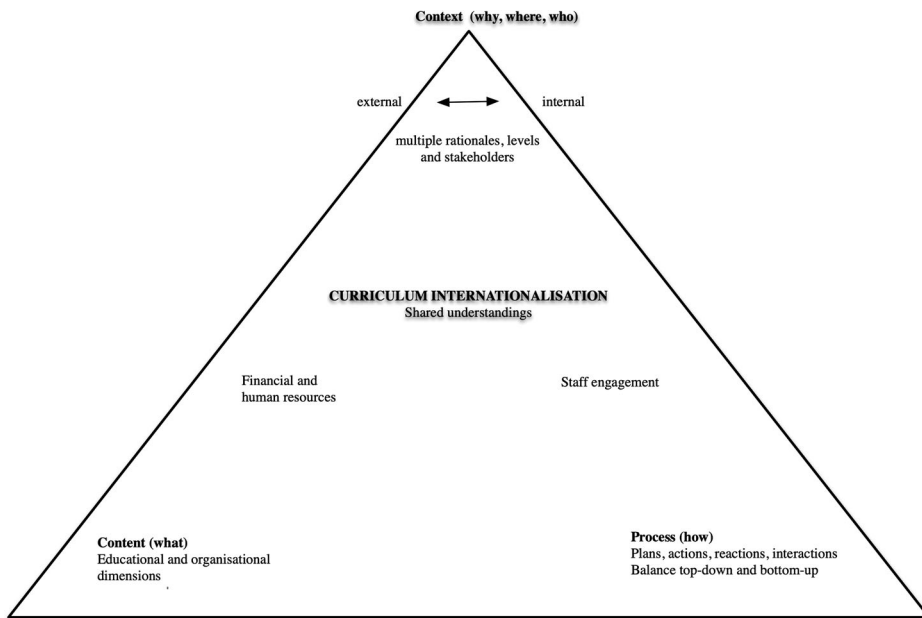 Context (why, where, who)
external
internal
multiple rationales, levels
and stakeholders
CURRICULUM INTERNATIONALISATION
Shared understandings
Financial and
human resources
Staff engagement
Content (what)
Educational and organisational
dimensions
Process (how)
Plans, actions, reactions, interactions
Balance top-down and bottom-up